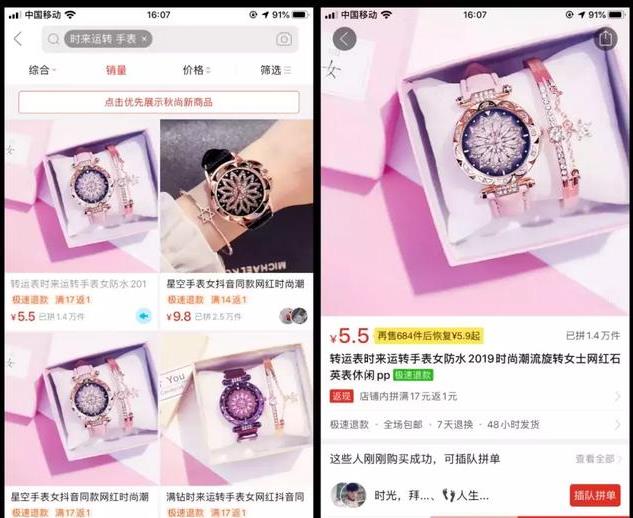 中国移动 16:07 91%
时来运转 手表 ×
综合 销量 价格 筛选
点击优先展示秋尚新商品
转运表时来运转手表女防水201
极速退款 满17返1
¥5.5 已拼1.4万件
MICHAEL KO
星空手表女抖音同款网红时尚潮
极速退款 满14返1
¥9.8 已拼2.5万件
星空手表女抖音同款网红时尚潮
极速退款 满17返1
You
满钻时来运转手表女网红抖音同
极速退款 满17返1
中国移动 16:07 91%
女
¥5.5 再售684件后恢复¥5.9起 已拼1.4万件
转运表时来运转手表女防水2019时尚潮流旋转女士网红石
英表休闲pp 极速退款
返现 店铺内拼满17元返1元
极速退款 · 全场包邮 · 7天退换 · 48小时发货
这些人刚刚购买成功，可插队拼单 查看全部
时光，拜...、👣人生... 插队拼单